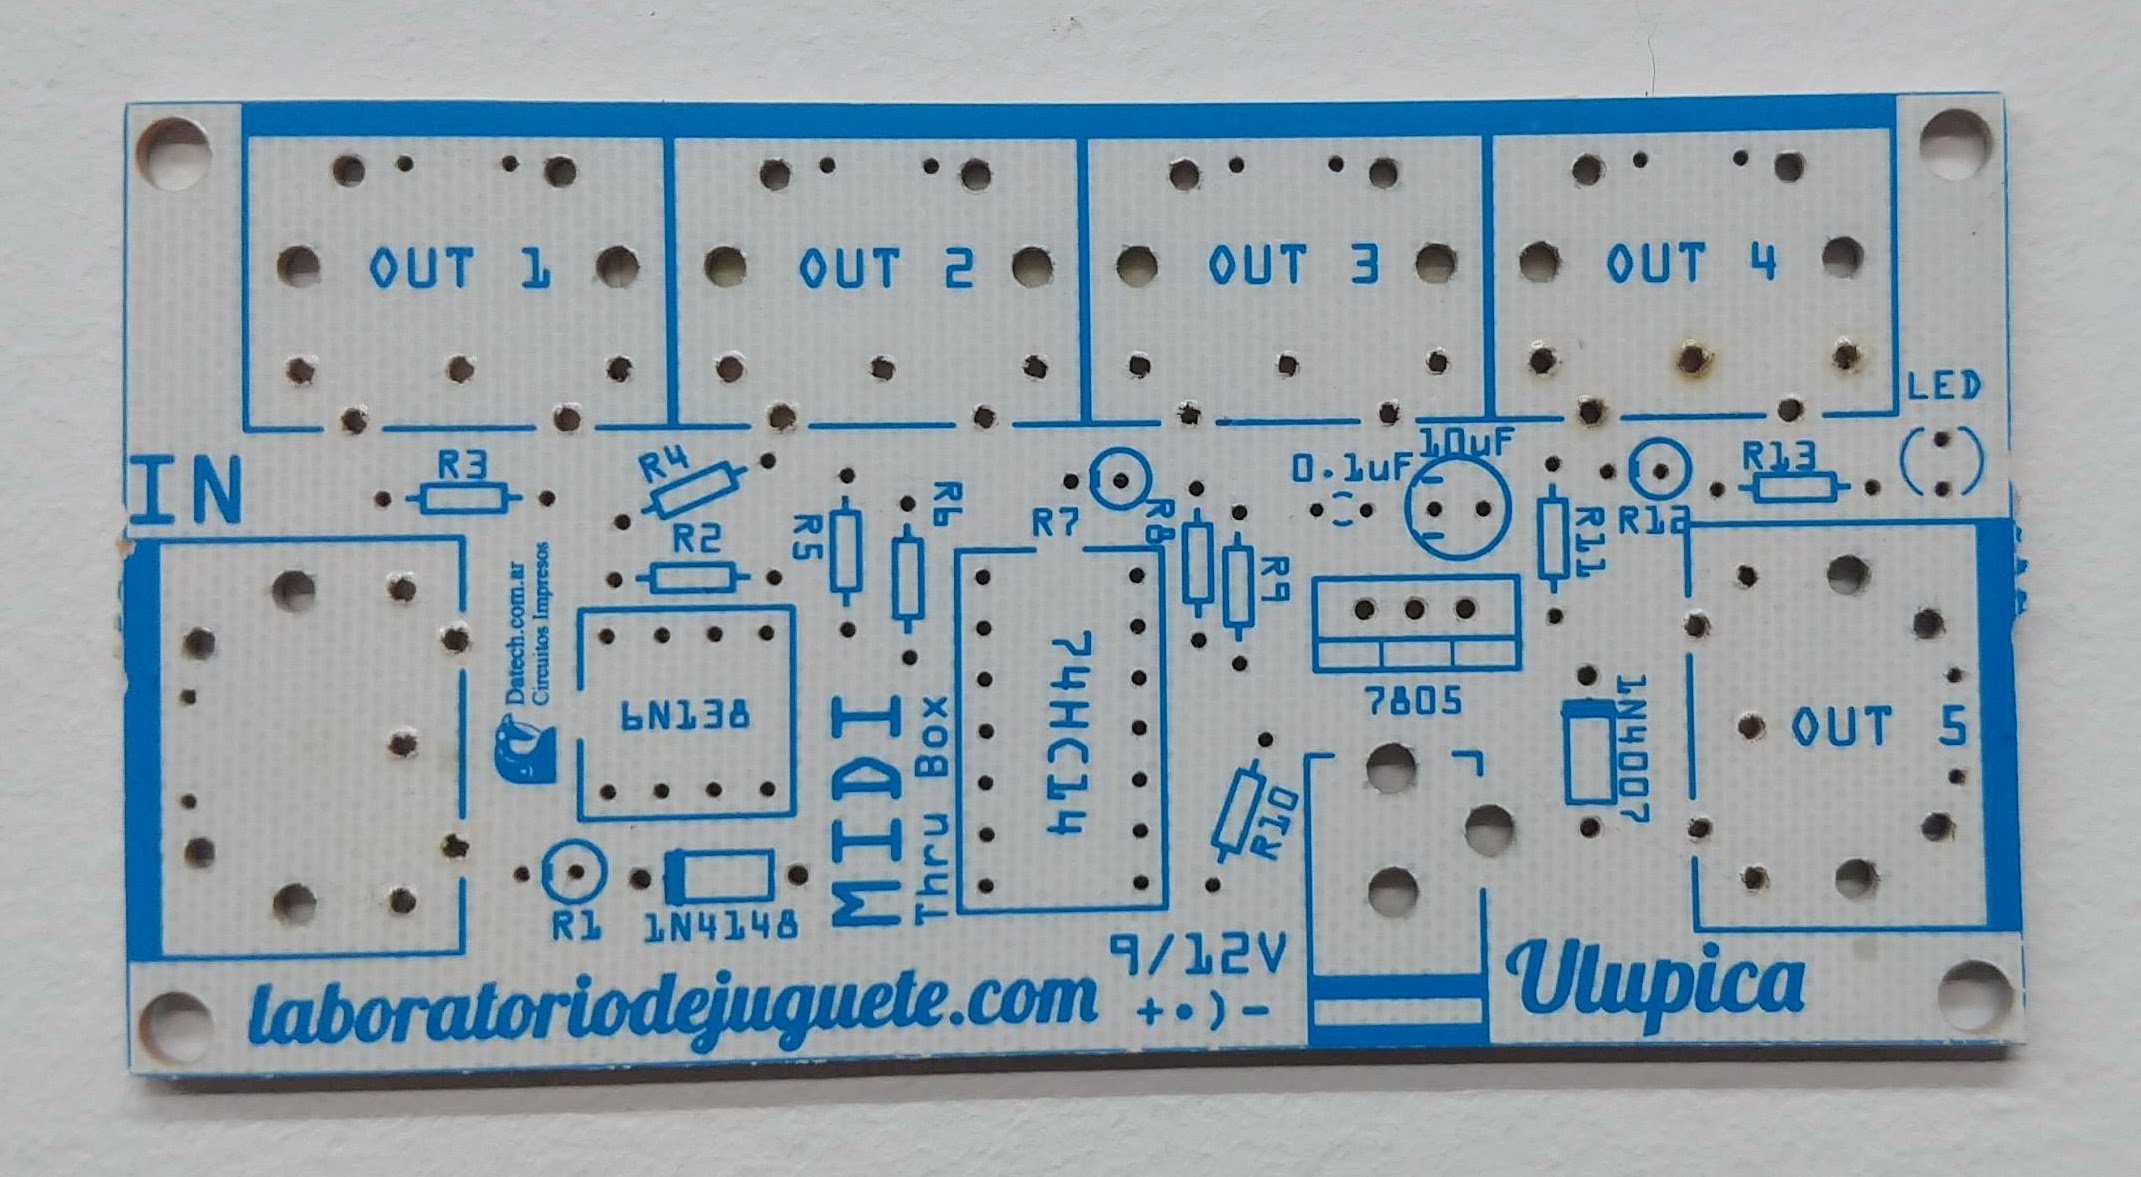 OUT 1
OUT 2
OUT 3
OUT 4
LED
IN
R3
R4
R2
R5
R6
R7
R8
R9
0.1uF
10uF
R11
R12
R13
Datech.com.ar
Circuitos Impresos
6N138
74HC14
7805
1N4007
OUT 5
R10
R1
1N4148
MIDI
Thru Box
9/12V
+•)-
laboratoriodejuguete.com
Ulupica